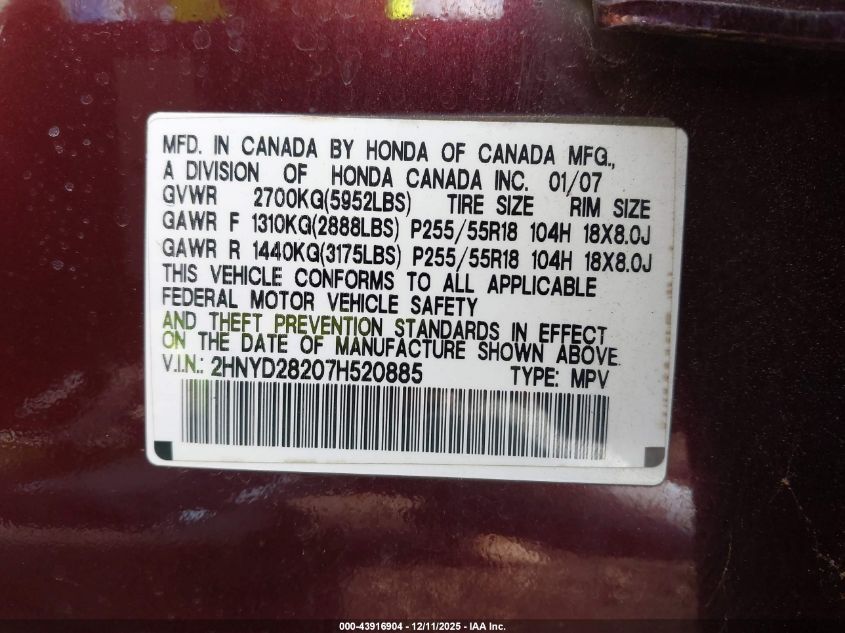 MFD. IN CANADA BY HONDA OF CANADA MFG.,
A DIVISION OF HONDA CANADA INC. 01/07
GVWR 2700KG(5952LBS) TIRE SIZE RIM SIZE
GAWR F 1310KG(2888LBS) P255/55R18 104H 18X8.0J
GAWR R 1440KG(3175LBS) P255/55R18 104H 18X8.0J
THIS VEHICLE CONFORMS TO ALL APPLICABLE
FEDERAL MOTOR VEHICLE SAFETY
AND THEFT PREVENTION STANDARDS IN EFFECT
ON THE DATE OF MANUFACTURE SHOWN ABOVE.
V.I.N.: 2HNYD28207H520885 TYPE: MPV
000-43916904 - 12/11/2025 - IAA Inc.